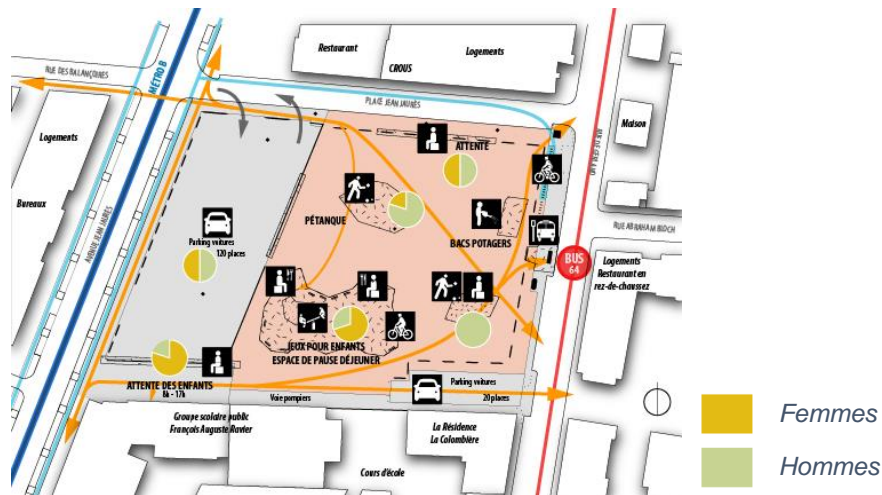 Restaurant
Logements
CROUS
RUE DES BALANÇOIRES
MÉTRO B
PLACE JEAN JAURÈS
Maison
Logements
ATTENTE
Bureaux
PÉTANQUE
BACS POTAGERS
RUE ABRAHAM BLOCH
AVENUE JEAN JAURES
Parking voitures
120 places
BUS
64
Logements
Restaurant en
rez-de-chaussez
JEUX POUR ENFANTS
ESPACE DE PAUSE DÉJEUNER
ATTENTE DES ENFANTS
8h - 17h
Parking voitures
20 places
Voie pompiers
Groupe scolaire public
François Auguste Ravier
La Résidence
La Colombière
Cours d'école
Femmes
Hommes